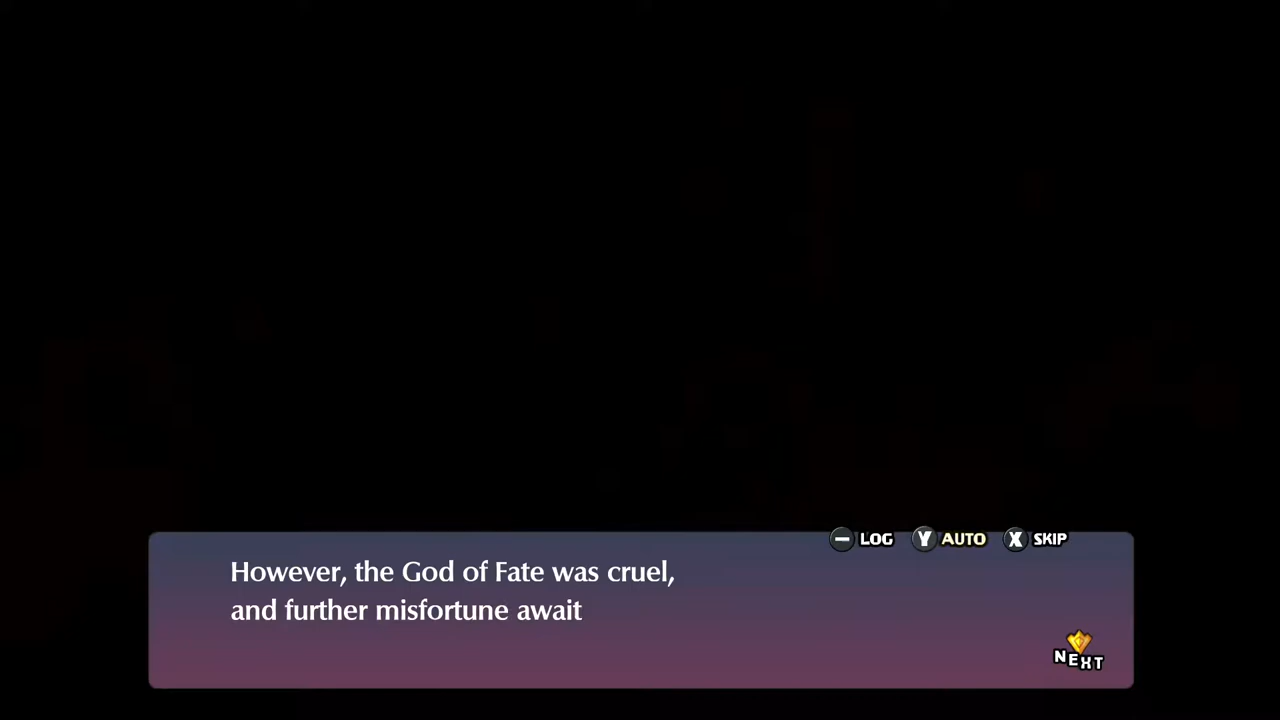 LOG Y AUTO X SKIP
However, the God of Fate was cruel,
and further misfortune await
NEXT